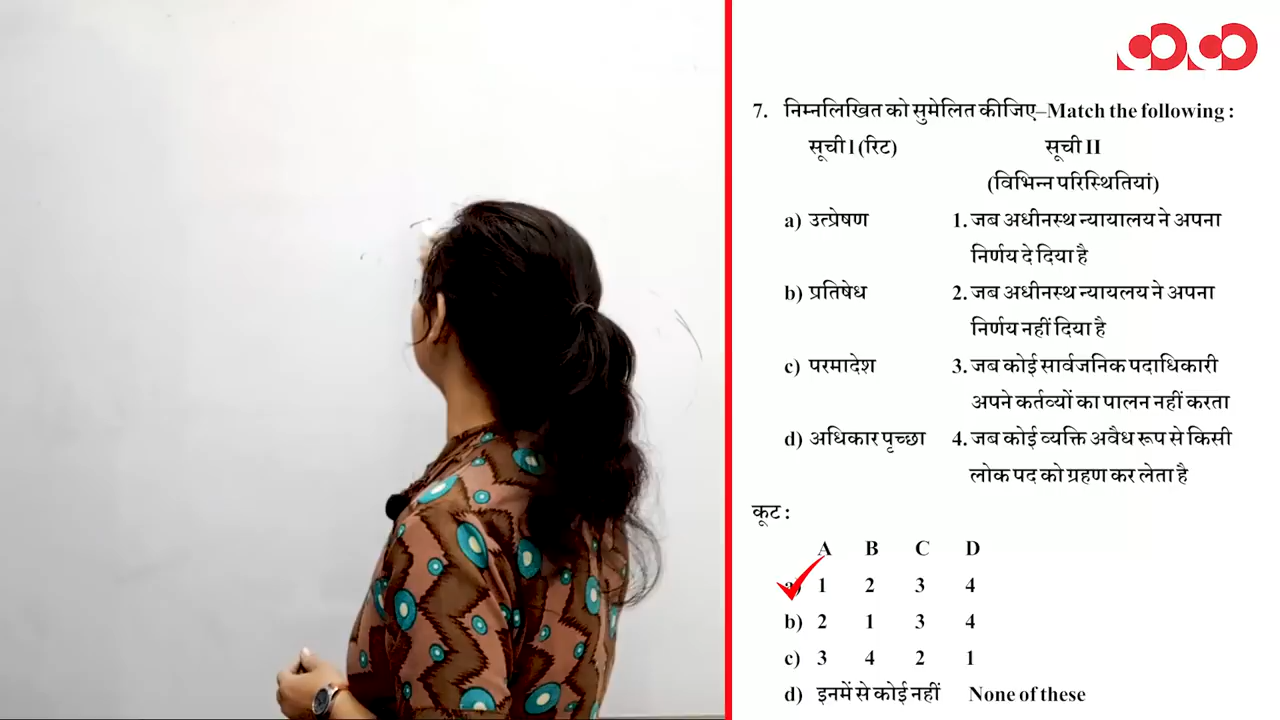 7. निम्नलिखित को सुमेलित कीजिए–Match the following :
सूची I (रिट) सूची II
(विभिन्न परिस्थितियां)
a) उत्प्रेषण 1. जब अधीनस्थ न्यायालय ने अपना
निर्णय दे दिया है
b) प्रतिषेध 2. जब अधीनस्थ न्यायलय ने अपना
निर्णय नहीं दिया है
c) परमादेश 3. जब कोई सार्वजनिक पदाधिकारी
अपने कर्तव्यों का पालन नहीं करता
d) अधिकार पृच्छा 4. जब कोई व्यक्ति अवैध रूप से किसी
लोक पद को ग्रहण कर लेता है
कूट :
A B C D
a) 1 2 3 4
b) 2 1 3 4
c) 3 4 2 1
d) इनमें से कोई नहीं None of these